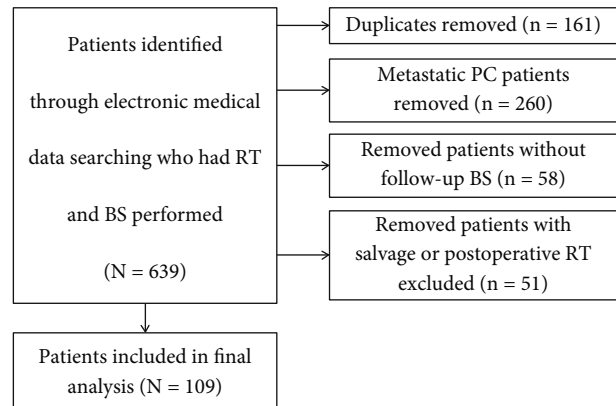 Patients identified
through electronic medical
data searching who had RT
and BS performed
(N = 639)
Duplicates removed (n = 161)
Metastatic PC patients
removed (n = 260)
Removed patients without
follow-up BS (n = 58)
Removed patients with
salvage or postoperative RT
excluded (n = 51)
Patients included in final
analysis (N = 109)